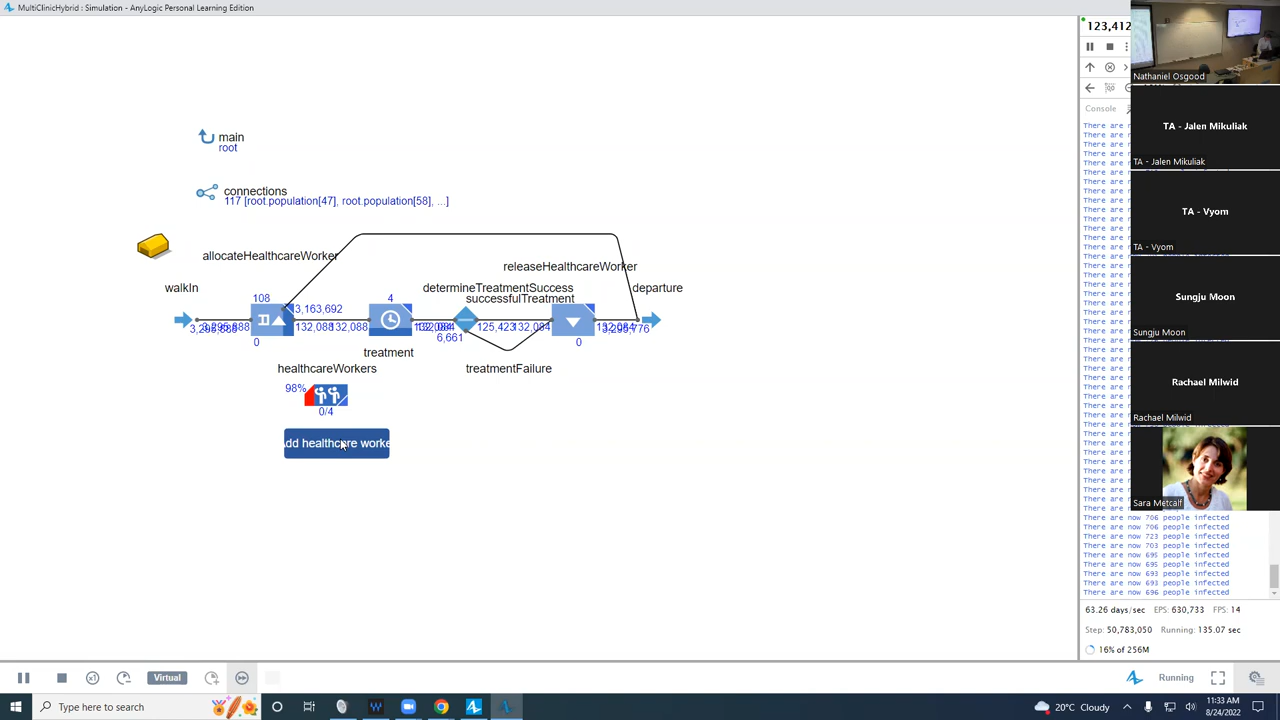 MultiClinicHybrid : Simulation - AnyLogic Personal Learning Edition
123,412
Nathaniel Osgood
Console
main
root
connections
117 [root.population[47], root.population[58], ...]
allocateHealthcareWorker
releaseHealthcareWorker
walkIn
determineTreatmentSuccess
departure
successfulTreatment
108
3,163,692
132,088
132,088
123,423
132,084
6,661
0
0
treatment
healthcareWorkers
treatmentFailure
98%
0/4
Add healthcare worke
TA - Jalen Mikuliak
TA - Jalen Mikuliak
TA - Vyom
TA - Vyom
Sungju Moon
Sungju Moon
Rachael Milwid
Rachael Milwid
Sara Metcalf
There are now 706 people infected
There are now 706 people infected
There are now 723 people infected
There are now 703 people infected
There are now 695 people infected
There are now 695 people infected
There are now 693 people infected
There are now 693 people infected
There are now 696 people infected
63.26 days/sec EPS: 630,733 FPS: 14
Step: 50,783,050 Running: 135.07 sec
16% of 256M
Virtual
Running
Type here to search
20°C Cloudy
11:33 AM
8/24/2022